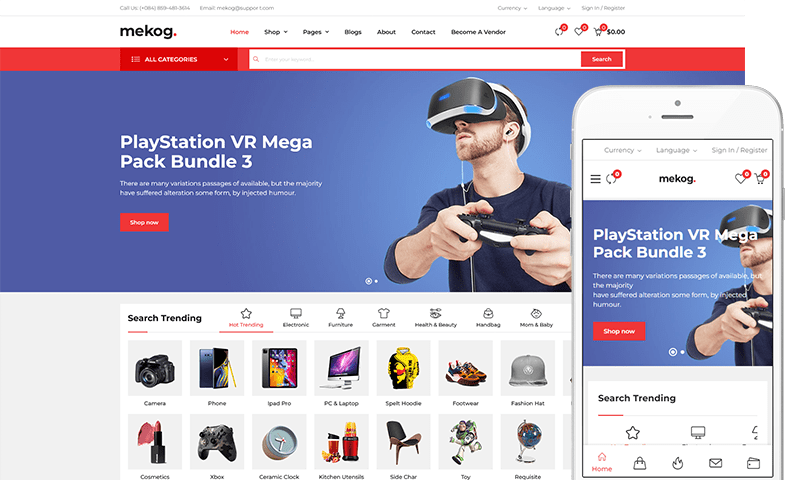 Call Us: (+084) 859-481-3614 Email: mekog@support.com Currency Language Sign In / Register
mekog. Home Shop Pages Blogs About Contact Become A Vendor 0 0 0 $0.00
ALL CATEGORIES Enter your keyword... Search
PlayStation VR Mega
Pack Bundle 3
There are many variations passages of available, but the majority
have suffered alteration some form, by injected humour.
Shop now
Search Trending
Hot Trending Electronic Furniture Garment Health & Beauty Handbag Mom & Baby
Camera Phone Ipad Pro PC & Laptop Spelt Hoodie Footwear Fashion Hat
Cosmetics Xbox Ceramic Clock Kitchen Utensils Side Char Toy Requisite
Currency Language Sign In / Register
0 mekog. 0 0
PlayStation VR Mega
Pack Bundle 3
There are many variations passages of available, but
the majority
have suffered alteration some form, by injected
humour.
Shop now
Search Trending
Home